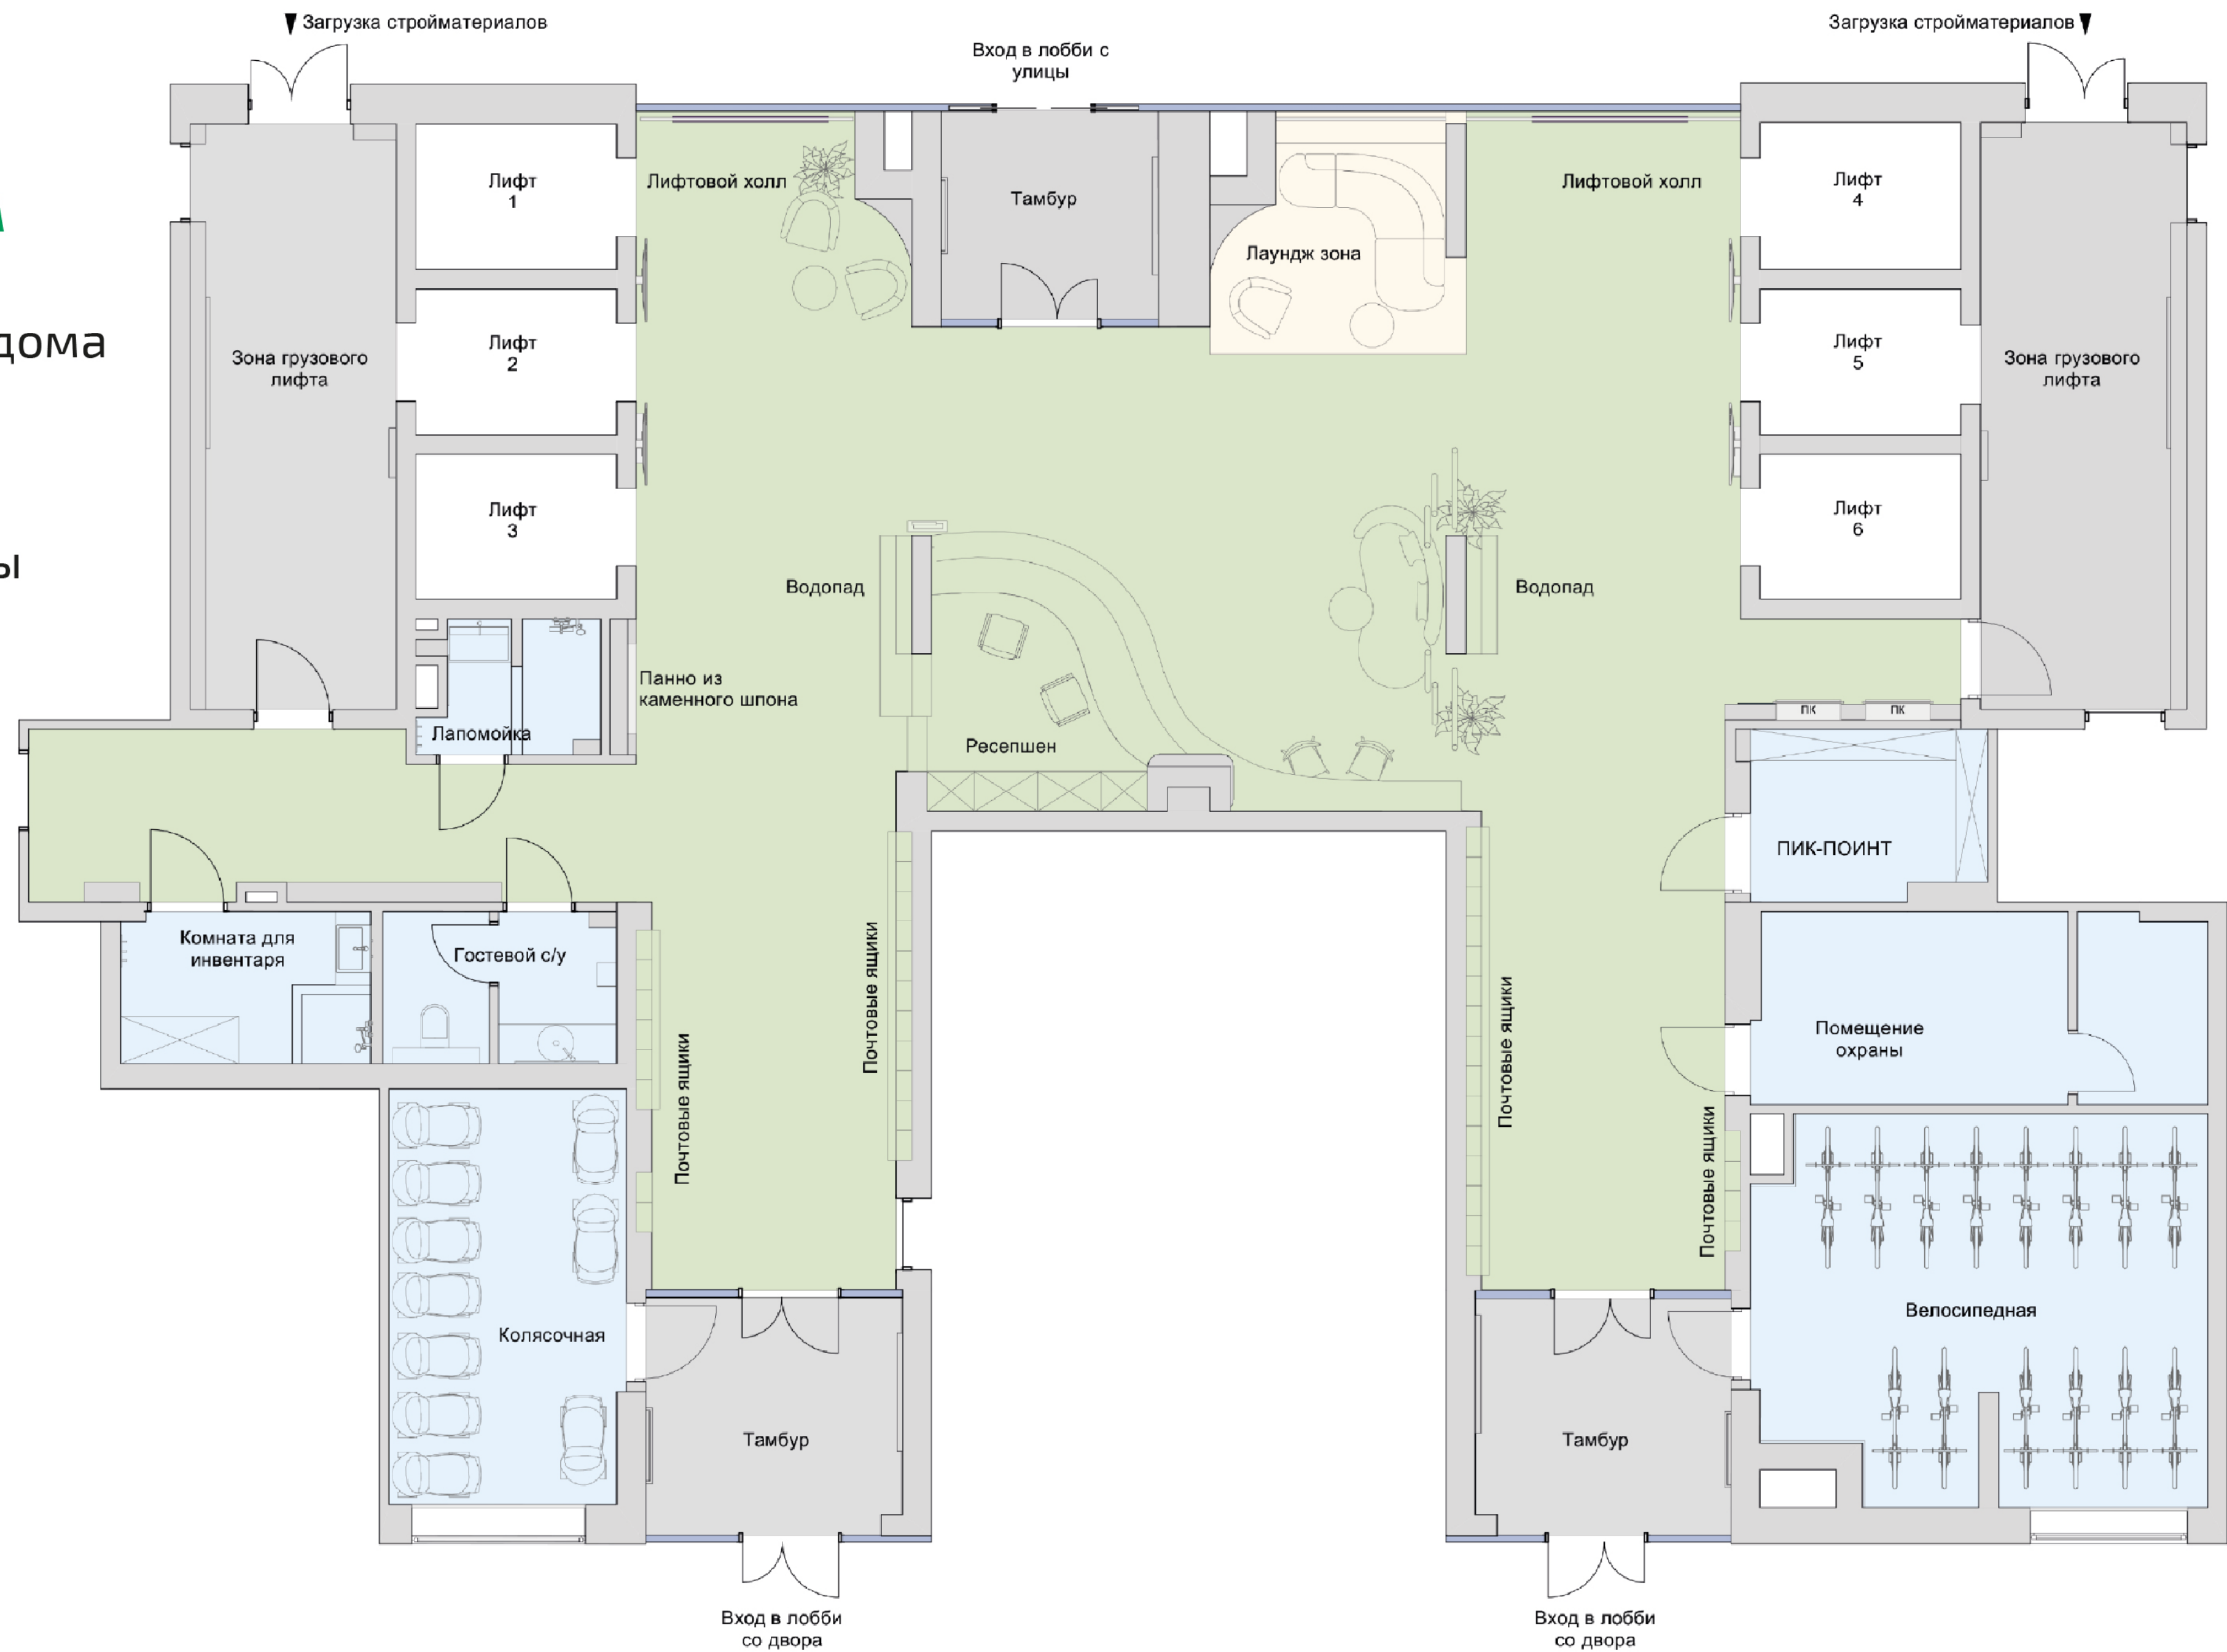 Загрузка стройматериалов
Загрузка стройматериалов
Вход в лобби с
улицы
Лифт
1
Лифтовой холл
Тамбур
Лаундж зона
Лифтовой холл
Лифт
4
дома
Зона грузового
лифта
Лифт
2
Лифт
5
Зона грузового
лифта
Лифт
3
Лифт
6
ы
Водопад
Водопад
Панно из
каменного шпона
Лапомойка
Ресепшен
ПК
ПК
ПИК-ПОИНТ
Комната для
инвентаря
Гостевой с/у
Почтовые ящики
Почтовые ящики
Почтовые ящики
Почтовые ящики
Помещение
охраны
Колясочная
Велосипедная
Тамбур
Тамбур
Вход в лобби
со двора
Вход в лобби
со двора